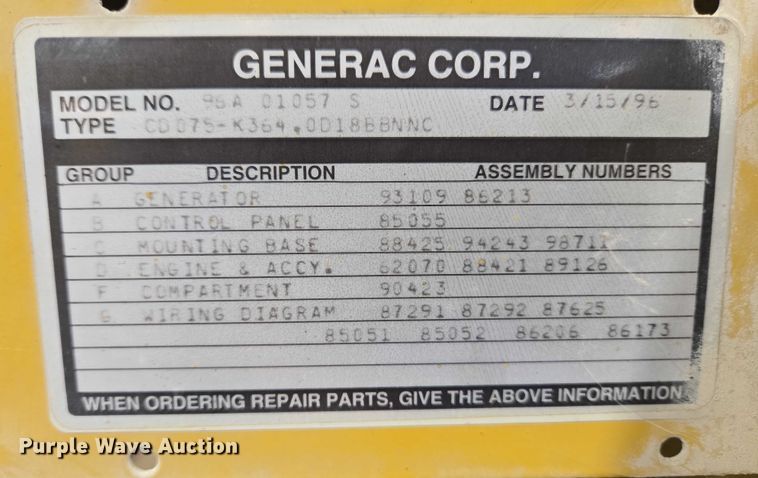 GENERAC CORP.
MODEL NO. 96A 01057 S DATE 3/15/96
TYPE CD075-K364.0D18BBNNC
GROUP DESCRIPTION ASSEMBLY NUMBERS
A GENERATOR 93109 86213
B CONTROL PANEL 85055
C MOUNTING BASE 88425 94243 98711
D ENGINE & ACCY. 62070 88421 89126
F COMPARTMENT 90423
G WIRING DIAGRAM 87291 87292 87625
85051 85052 86206 86173
WHEN ORDERING REPAIR PARTS, GIVE THE ABOVE INFORMATION
Purple Wave Auction